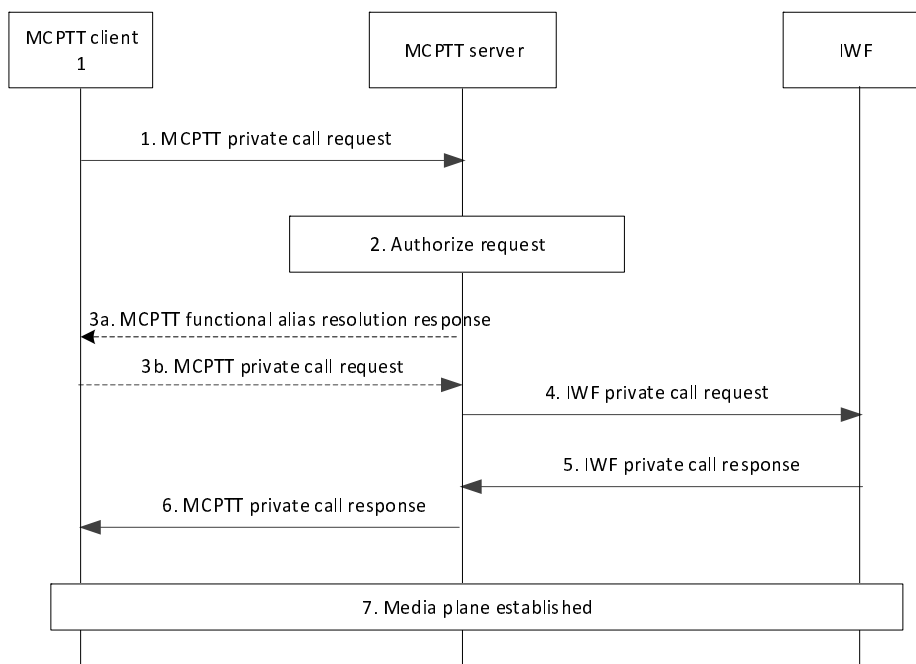 MCPTT client
1
MCPTT server
IWF
1. MCPTT private call request
2. Authorize request
3a. MCPTT functional alias resolution response
3b. MCPTT private call request
4. IWF private call request
5. IWF private call response
6. MCPTT private call response
7. Media plane established